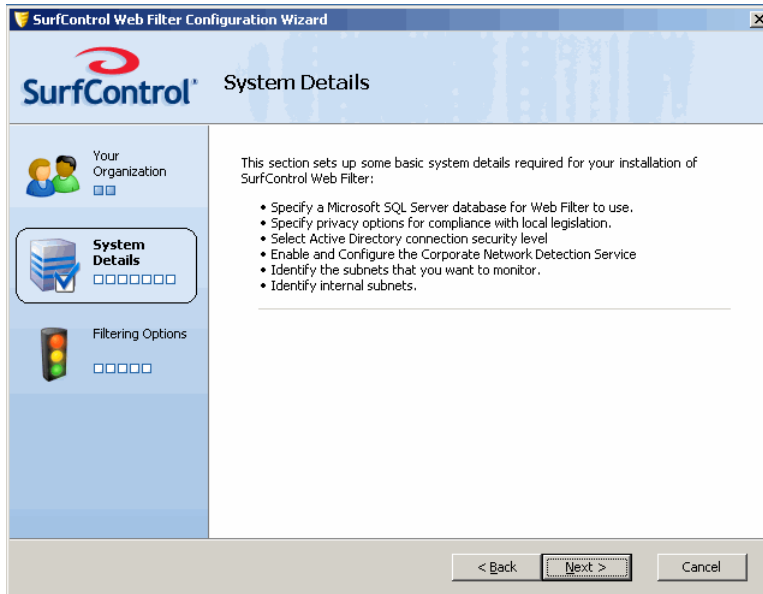 SurfControl Web Filter Configuration Wizard
SurfControl
System Details
Your
Organization
System
Details
Filtering Options
This section sets up some basic system details required for your installation of
SurfControl Web Filter:
• Specify a Microsoft SQL Server database for Web Filter to use.
• Specify privacy options for compliance with local legislation.
• Select Active Directory connection security level
• Enable and Configure the Corporate Network Detection Service
• Identify the subnets that you want to monitor.
• Identify internal subnets.
< Back
Next >
Cancel